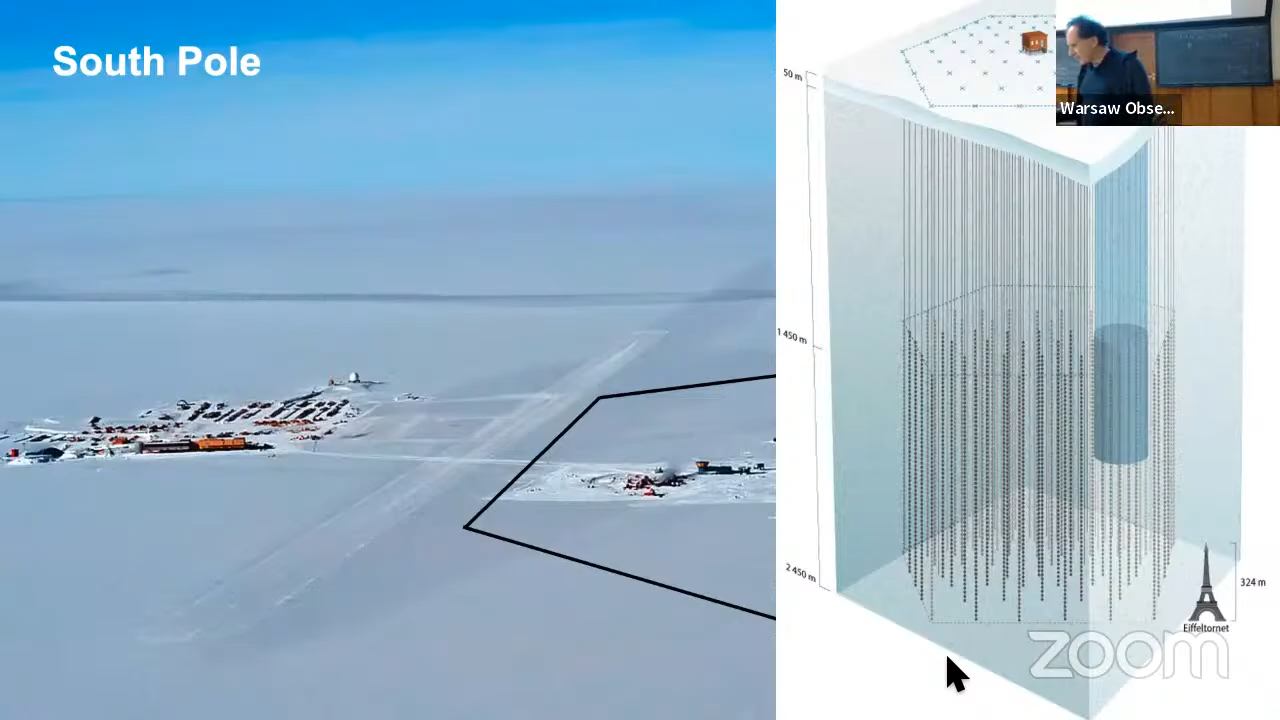 South Pole
50 m
Warsaw Obse...
1 450 m
2 450 m
324 m
Eiffeltornet
zoom